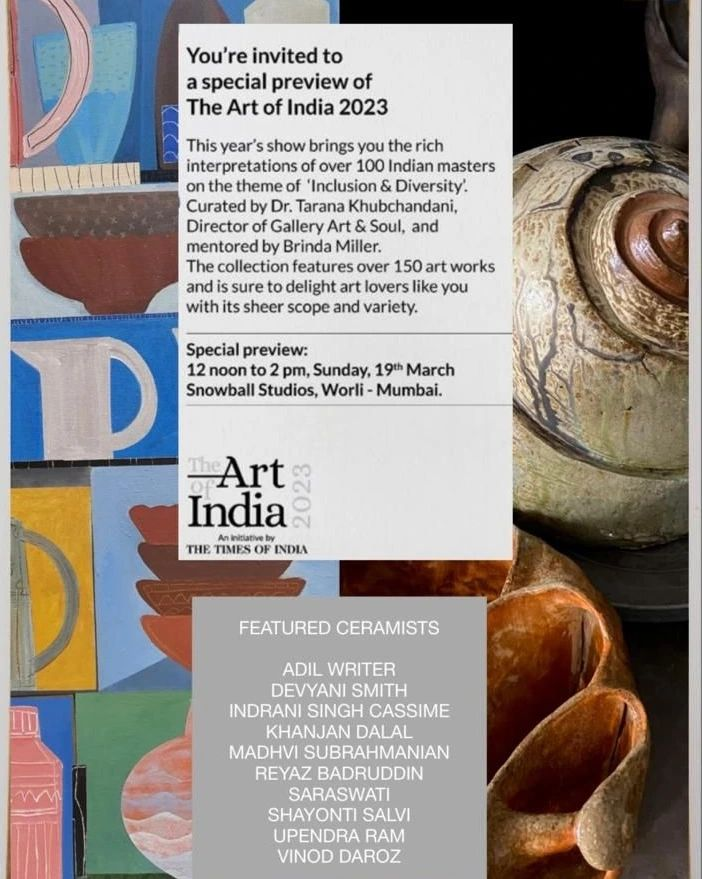 You're invited to
a special preview of
The Art of India 2023
This year's show brings you the rich
interpretations of over 100 Indian masters
on the theme of 'Inclusion & Diversity'.
Curated by Dr. Tarana Khubchandani,
Director of Gallery Art & Soul, and
mentored by Brinda Miller.
The collection features over 150 art works
and is sure to delight art lovers like you
with its sheer scope and variety.
Special preview:
12 noon to 2 pm, Sunday, 19th March
Snowball Studios, Worli - Mumbai.
The Art
of
India 2023
An initiative by
THE TIMES OF INDIA
FEATURED CERAMISTS
ADIL WRITER
DEVYANI SMITH
INDRANI SINGH CASSIME
KHANJAN DALAL
MADHVI SUBRAHMANIAN
REYAZ BADRUDDIN
SARASWATI
SHAYONTI SALVI
UPENDRA RAM
VINOD DAROZ